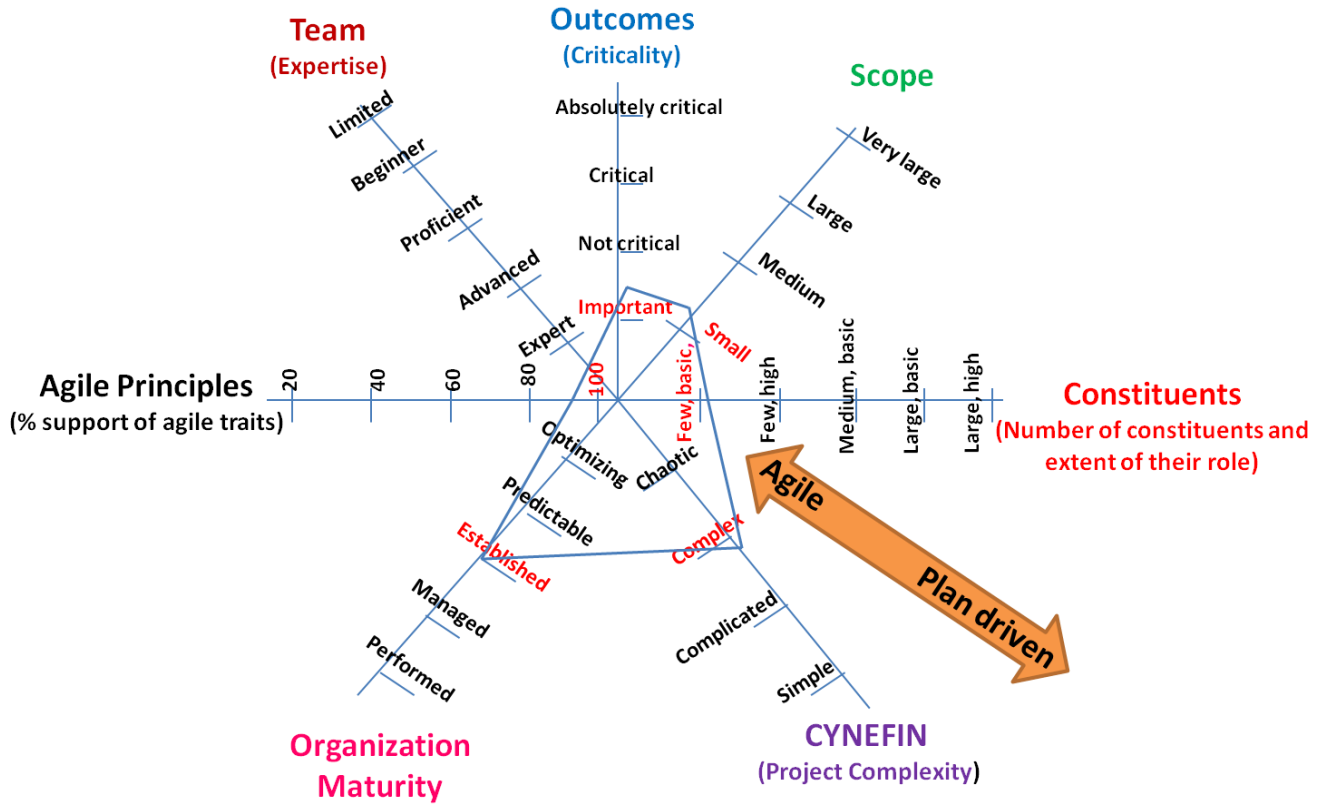 Team
(Expertise)
Outcomes
(Criticality)
Scope
Limited
Beginner
Proficient
Advanced
Expert
Absolutely critical
Critical
Not critical
Important
Very large
Large
Medium
Small
Agile Principles
(% support of agile traits)
20
40
60
80
100
Few, basic,
Few, high
Medium, basic
Large, basic
Large, high
Constituents
(Number of constituents and
extent of their role)
Optimizing
Predictable
Established
Managed
Performed
Chaotic
Complex
Complicated
Simple
Agile
Plan driven
Organization
Maturity
CYNEFIN
(Project Complexity)